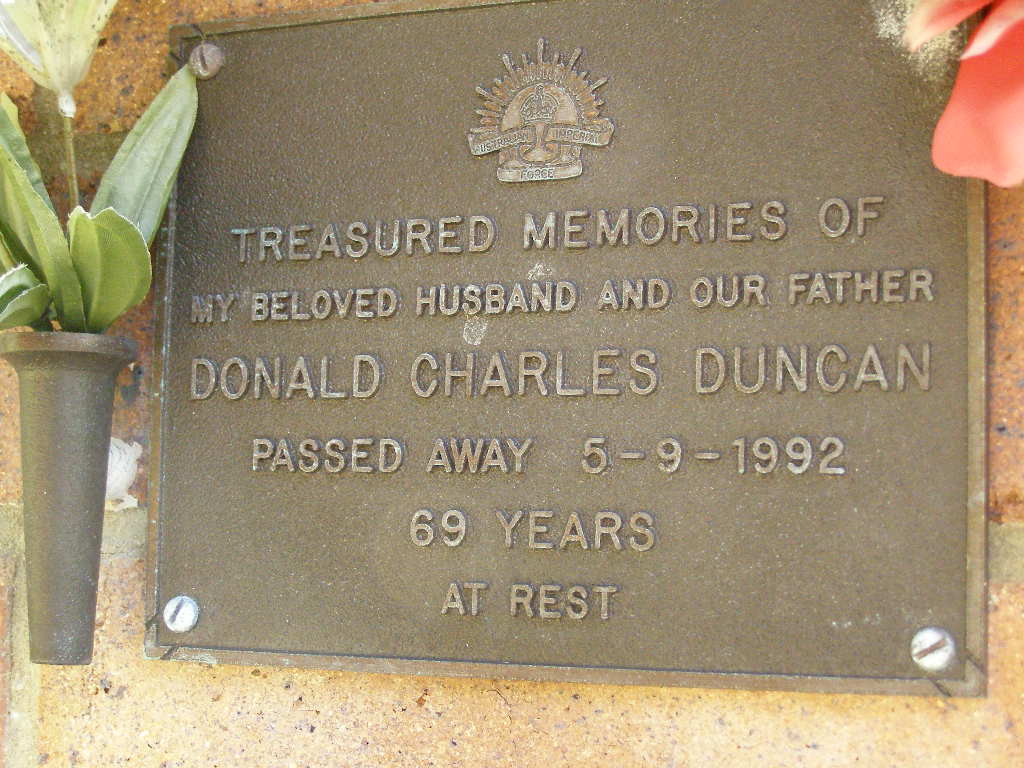 AUSTRALIAN IMPERIAL
FORCE
TREASURED MEMORIES OF
MY BELOVED HUSBAND AND OUR FATHER
DONALD CHARLES DUNCAN
PASSED AWAY 5-9-1992
69 YEARS
AT REST